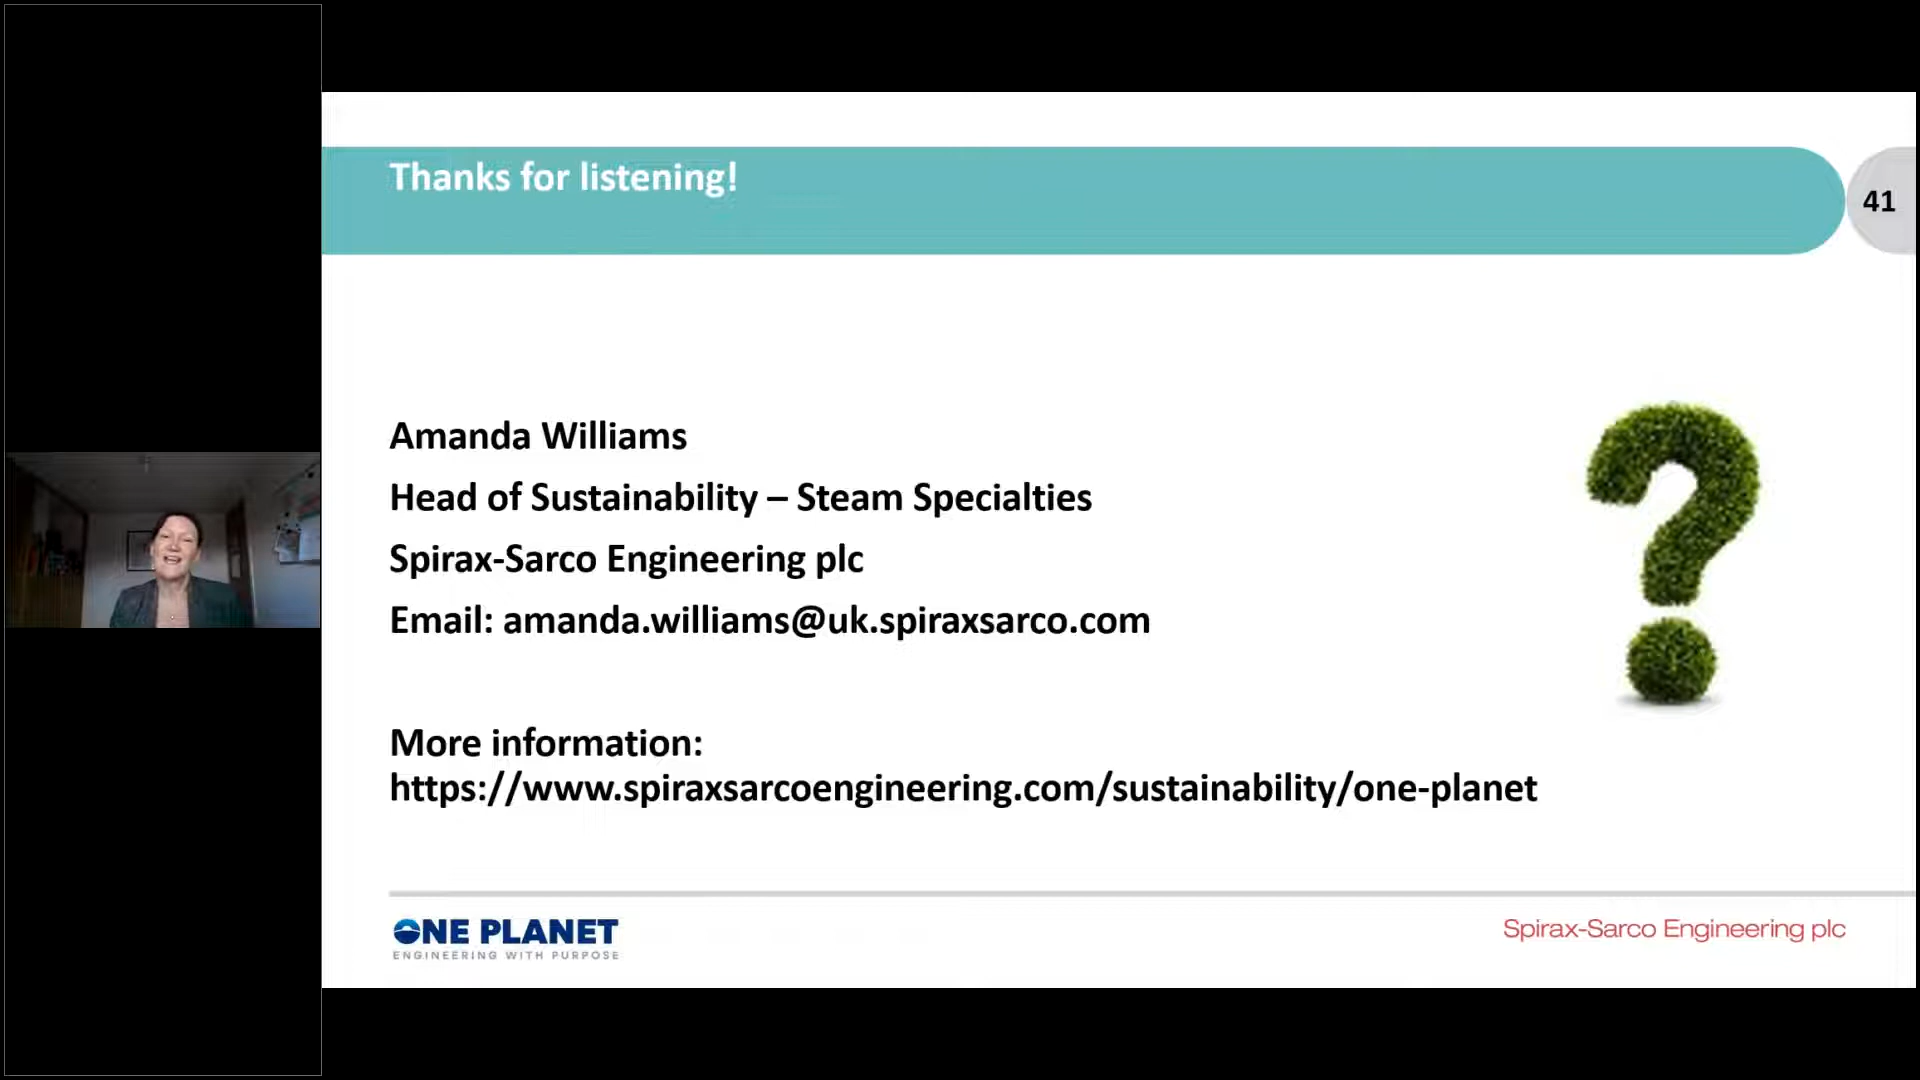 Thanks for listening!
41
Amanda Williams
Head of Sustainability – Steam Specialties
Spirax-Sarco Engineering plc
Email: amanda.williams@uk.spiraxsarco.com
More information:
https://www.spiraxsarcoengineering.com/sustainability/one-planet
ONE PLANET
ENGINEERING WITH PURPOSE
Spirax-Sarco Engineering plc